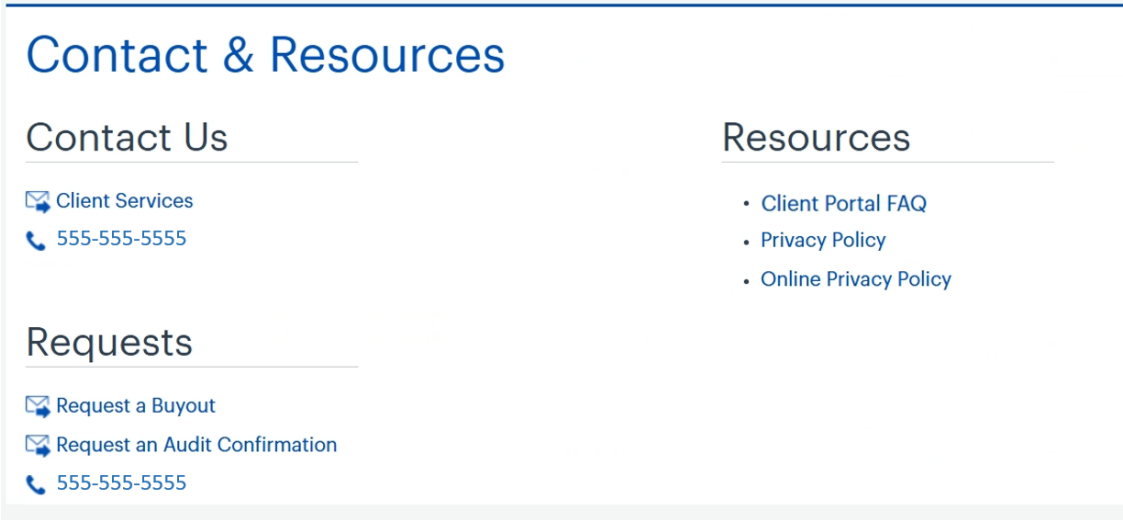 Contact & Resources
Contact Us
Client Services
555-555-5555
Requests
Request a Buyout
Request an Audit Confirmation
555-555-5555
Resources
• Client Portal FAQ
• Privacy Policy
• Online Privacy Policy